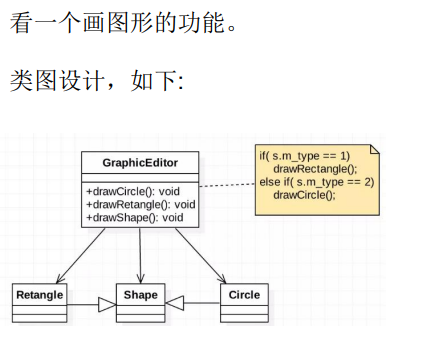 看一个画图形的功能。
类图设计，如下:
GraphicEditor
+drawCircle(): void
+drawRetangle(): void
+drawShape(): void
if( s.m_type == 1)
drawRectangle();
else if( s.m_type == 2)
drawCircle();
Retangle
Shape
Circle